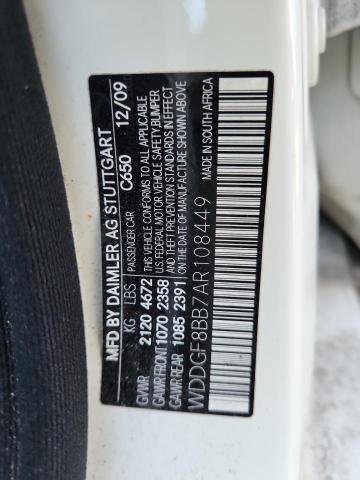 MFD BY DAIMLER AG STUTTGART
PASSENGER CAR C650 12/09
KG LBS
GVWR 2120 4672 THIS VEHICLE CONFORMS TO ALL APPLICABLE
GAWR FRONT 1070 2358 U.S. FEDERAL MOTOR VEHICLE SAFETY BUMPER
GAWR REAR 1085 2391 AND THEFT PREVENTION STANDARDS IN EFFECT
ON THE DATE OF MANUFACTURE SHOWN ABOVE
WDDGF8BB7AR108449
MADE IN SOUTH AFRICA